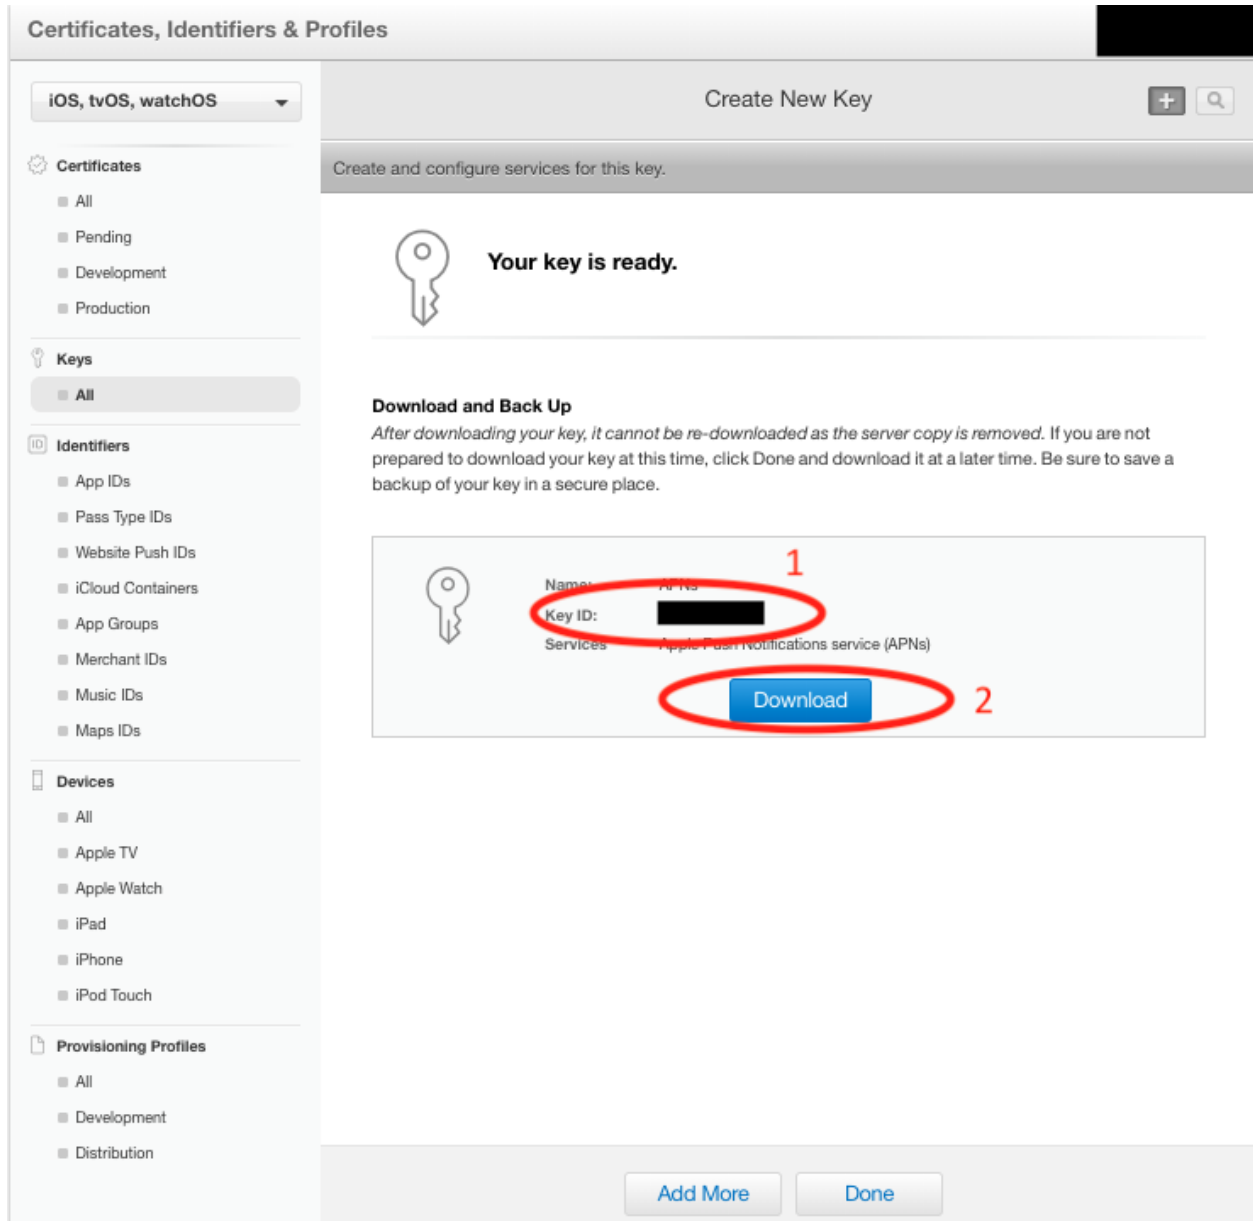 Certificates, Identifiers & Profiles
iOS, tvOS, watchOS
Create New Key
Certificates
All
Pending
Development
Production
Keys
All
ID
Identifiers
App IDs
Pass Type IDs
Website Push IDs
iCloud Containers
App Groups
Merchant IDs
Music IDs
Maps IDs
Devices
All
Apple TV
Apple Watch
iPad
iPhone
iPod Touch
Provisioning Profiles
All
Development
Distribution
Create and configure services for this key.
Your key is ready.
Download and Back Up
After downloading your key, it cannot be re-downloaded as the server copy is removed. If you are not
prepared to download your key at this time, click Done and download it at a later time. Be sure to save a
backup of your key in a secure place.
1
Name: APNs
Key ID:
Services Apple Push Notifications service (APNs)
Download
2
Add More
Done